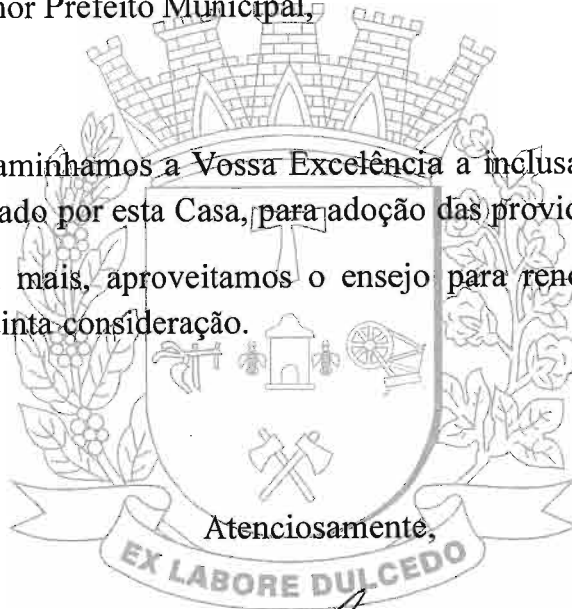 nor Prefeito Municipal,
aminhamos a Vossa Excelência a inclusa
ado por esta Casa, para adoção das provid
mais, aproveitamos o ensejo para reno
inta consideração.
Atenciosamente,
EX LABORE DULCEDO